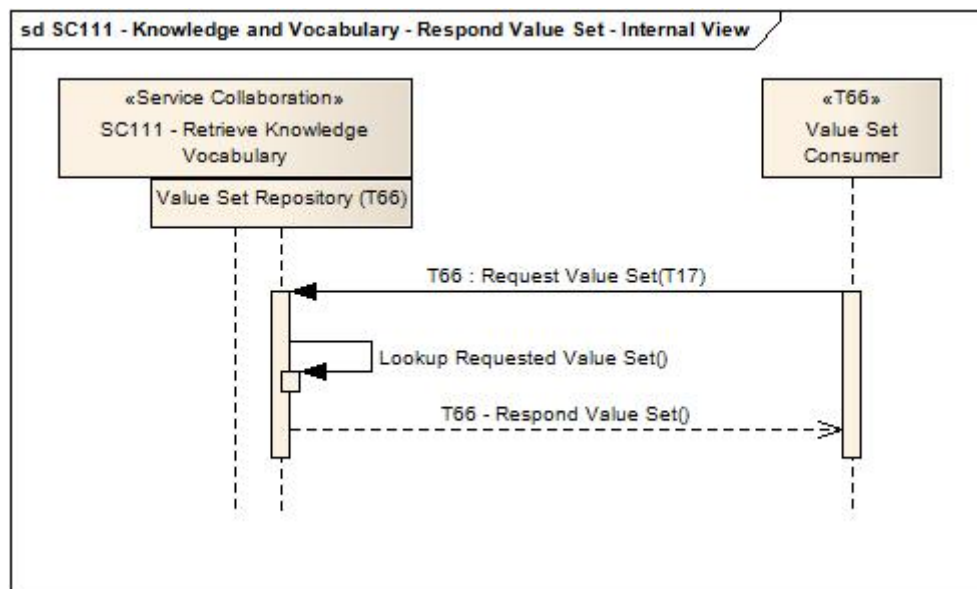 sd SC111 - Knowledge and Vocabulary - Respond Value Set - Internal View
«Service Collaboration»
SC111 - Retrieve Knowledge
Vocabulary
«T66»
Value Set
Consumer
Value Set Repository (T66)
T66 : Request Value Set(T17)
Lookup Requested Value Set()
T66 - Respond Value Set()